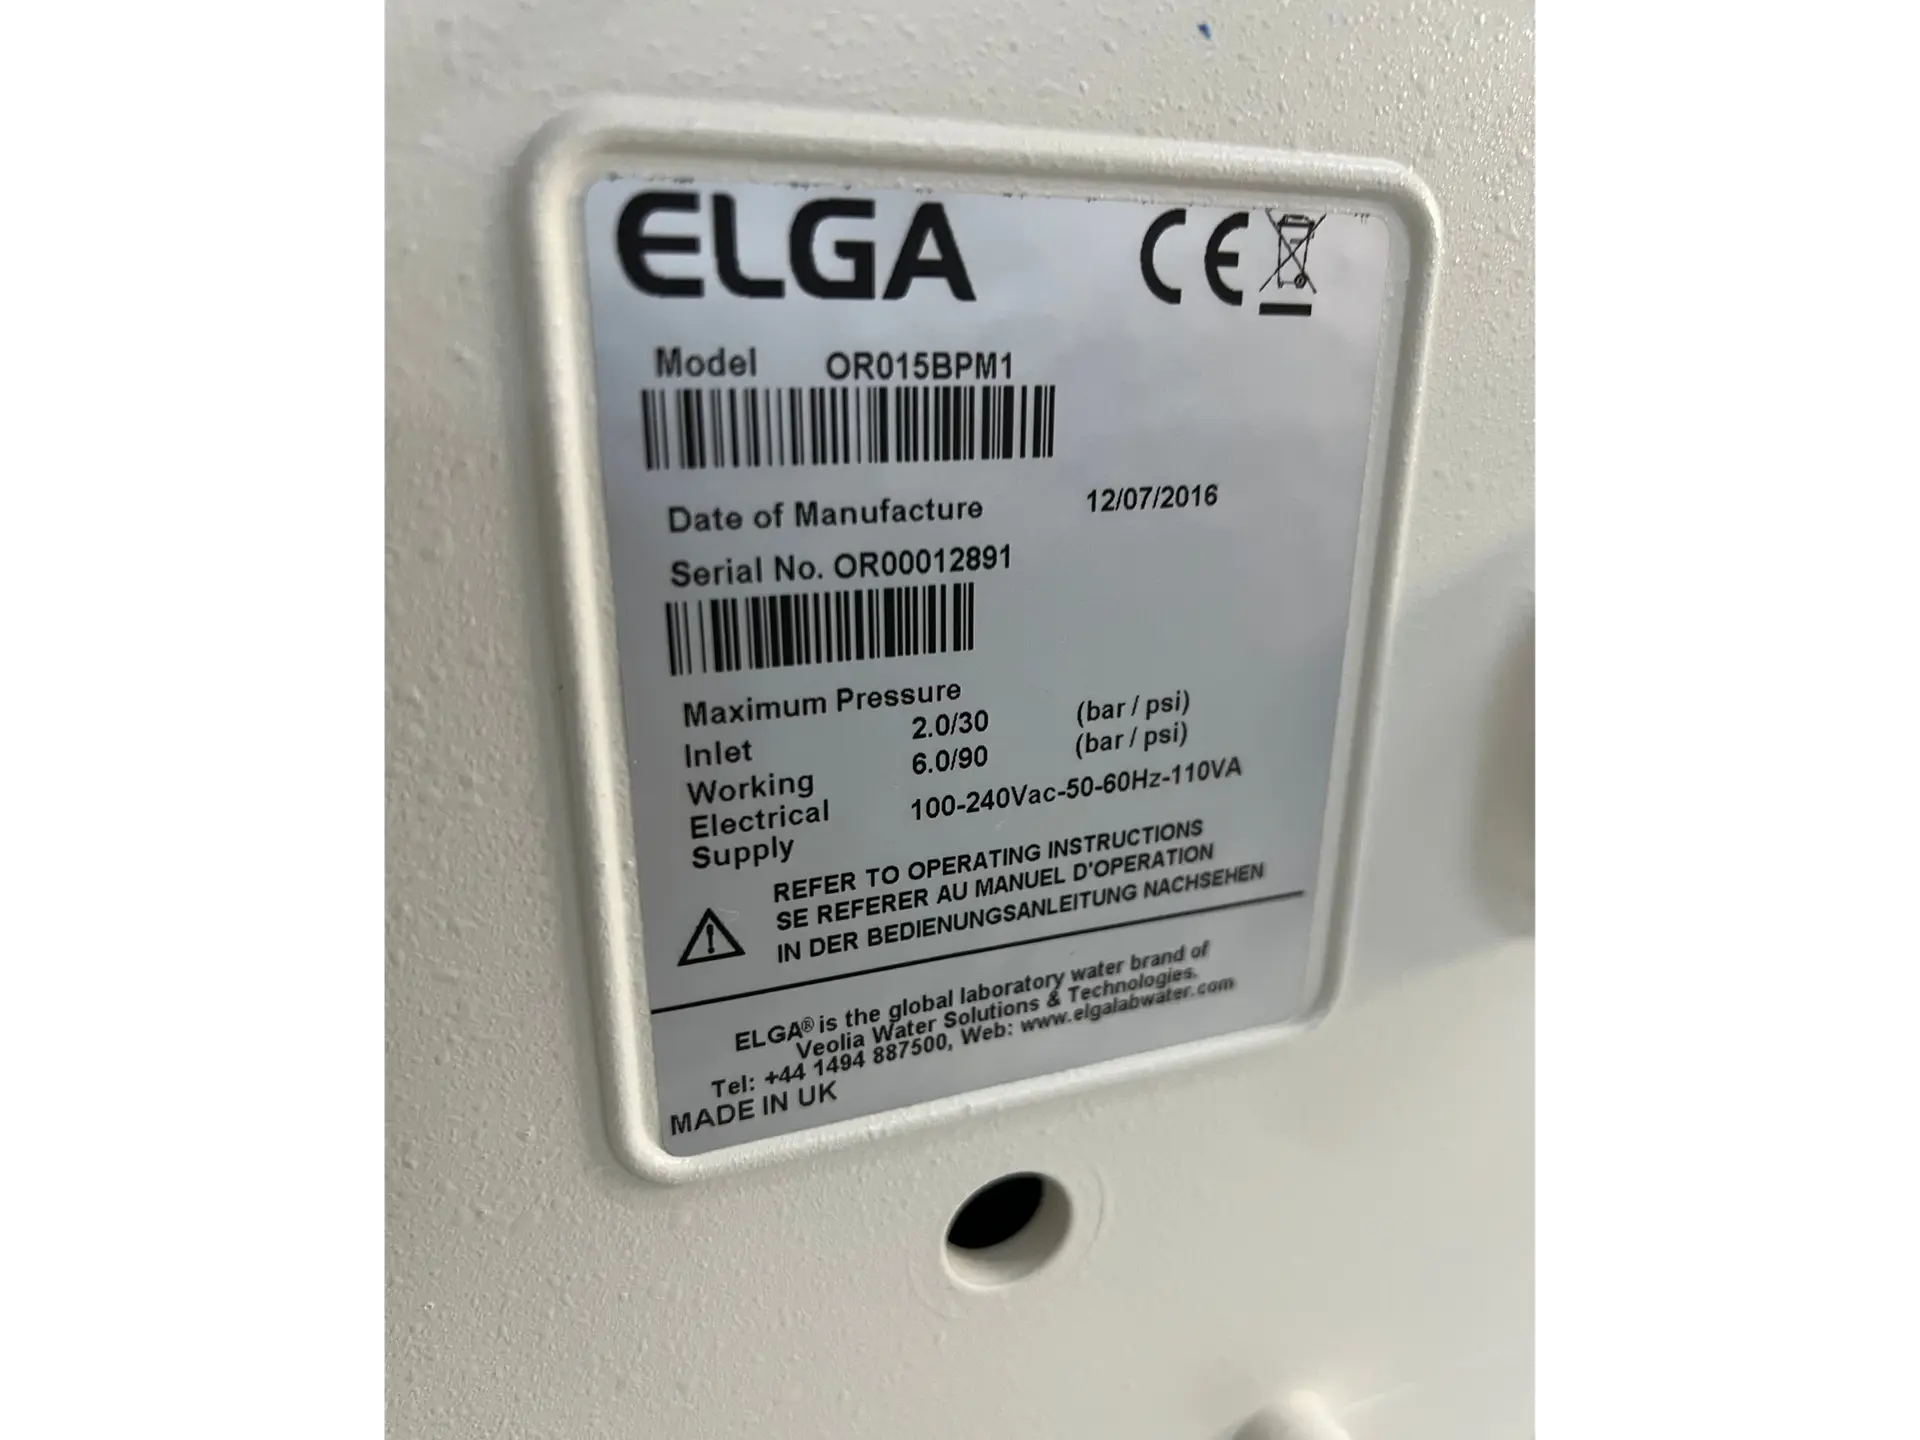 ELGA CE
Model OR015BPM1
Date of Manufacture 12/07/2016
Serial No. OR00012891
Maximum Pressure
Inlet 2.0/30 (bar / psi)
Working 6.0/90 (bar / psi)
Electrical 100-240Vac-50-60Hz-110VA
Supply
REFER TO OPERATING INSTRUCTIONS
SE REFERER AU MANUEL D'OPERATION
IN DER BEDIENUNGSANLEITUNG NACHSEHEN
ELGA® is the global laboratory water brand of
Veolia Water Solutions & Technologies.
Tel: +44 1494 887500, Web: www.elgalabwater.com
MADE IN UK